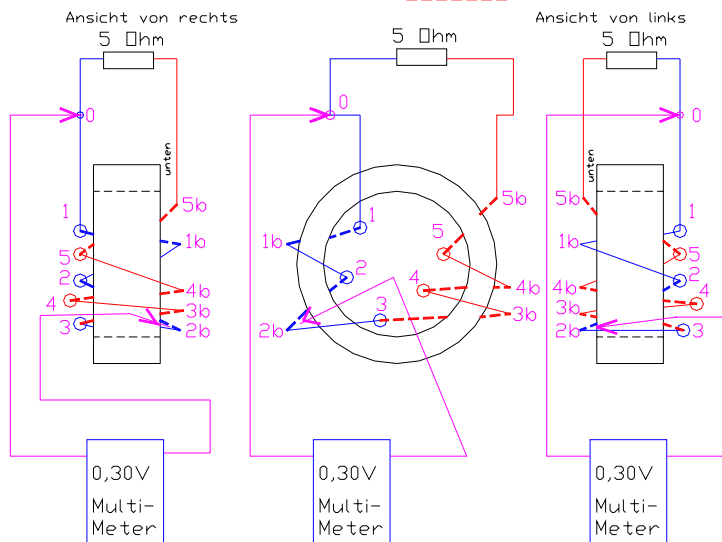 Ansicht von rechts
5 Ohm
0
unten
5b
1
1b
5
2
4b
4
3b
3
2b
0,30V
Multi-
Meter
5 Ohm
0
5b
1
5
1b
2
4
4b
3
3b
2b
0,30V
Multi-
Meter
Ansicht von links
5 Ohm
0
unten
5b
1
1b
5
2
4b
4
3b
2b
3
0,30V
Multi-
Meter